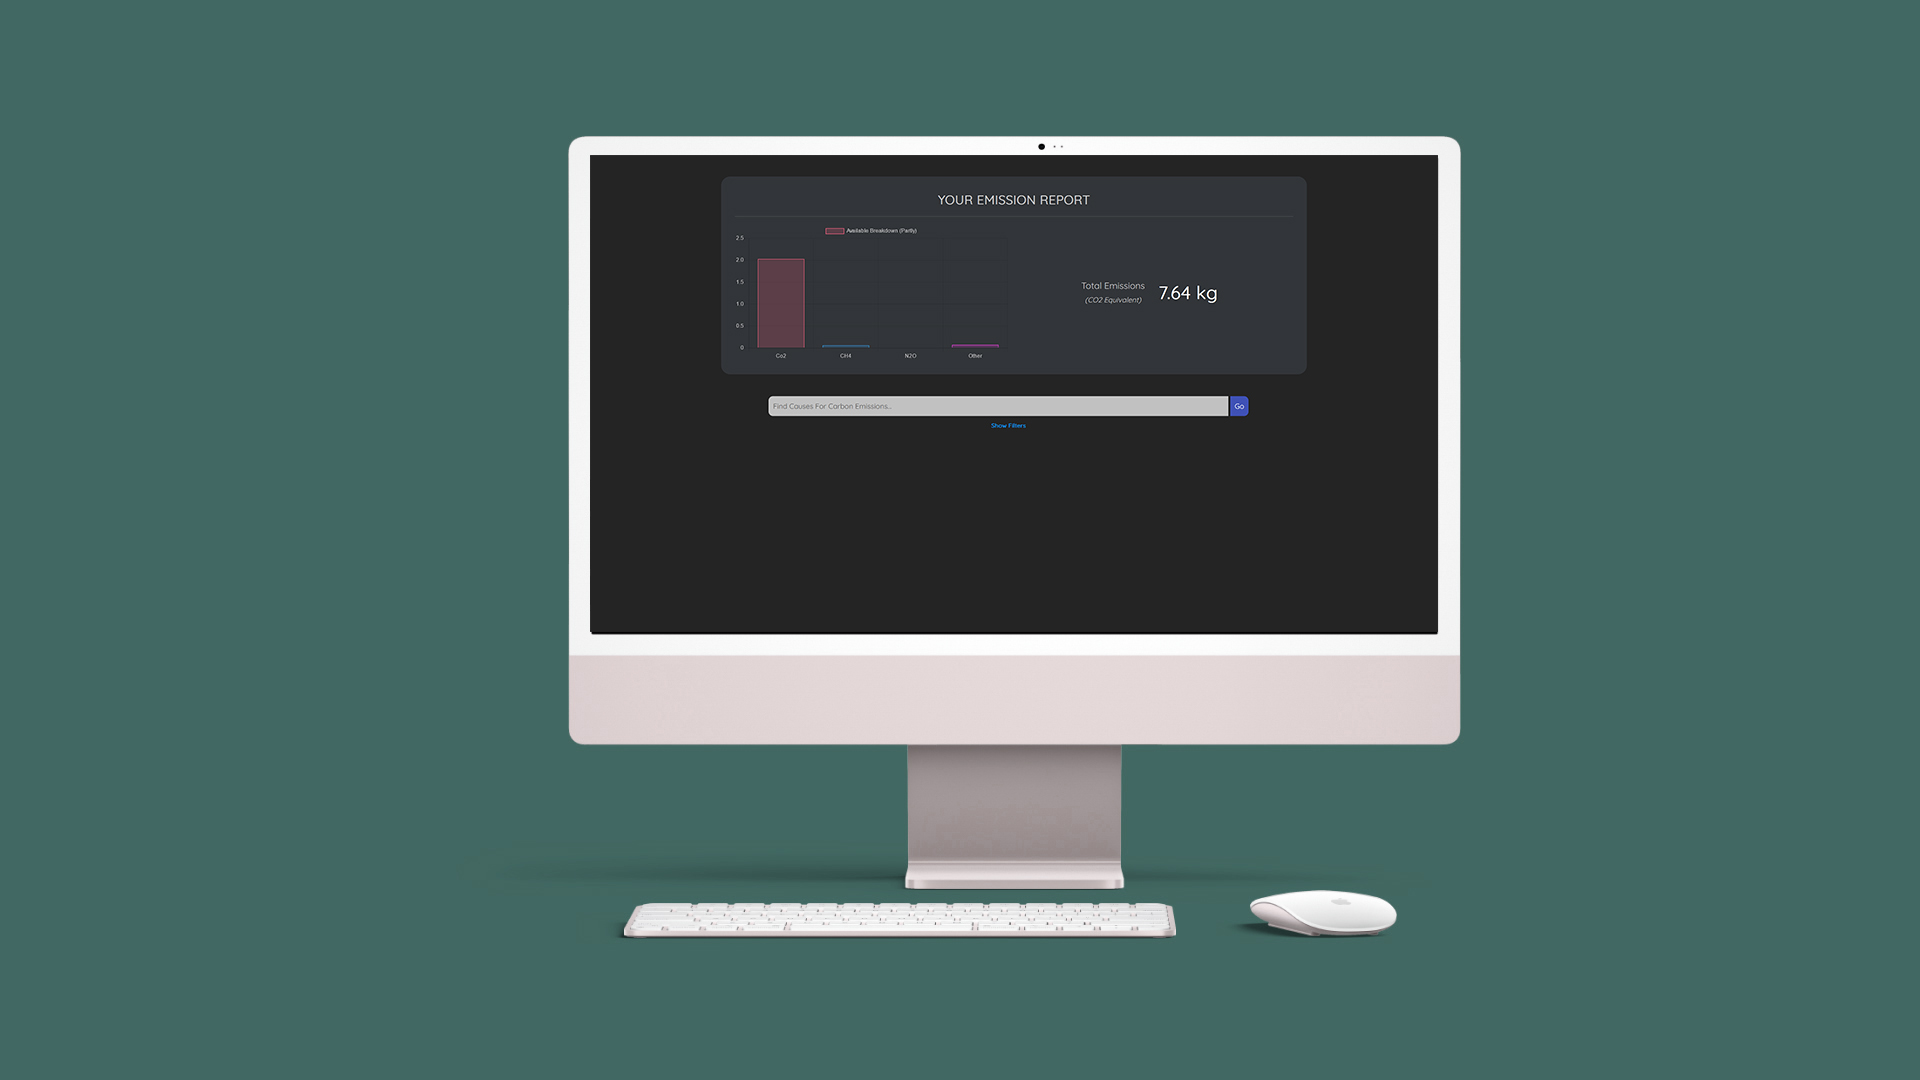 YOUR EMISSION REPORT
Available Breakdown (Partly)
2.5
2.0
1.5
1.0
0.5
0
Co2
CH4
N2O
Other
Total Emissions
(CO2 Equivalent)
7.64 kg
Find Causes For Carbon Emissions...
Go
Show Filters